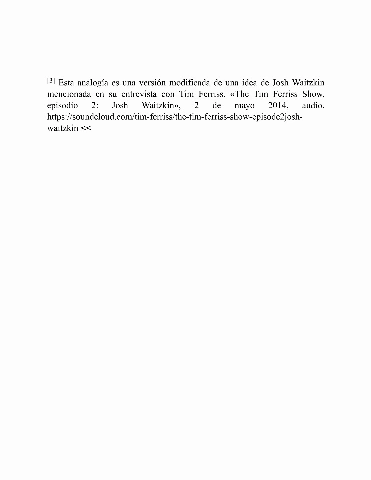 [3] Esta analogía es una versión modificada de una idea de Josh Waitzkin
mencionada en su entrevista con Tim Ferriss. «The Tim Ferriss Show,
episodio 2: Josh Waitzkin», 2 de mayo 2014, audio.
https://soundcloud.com/tim-ferriss/the-tim-ferriss-show-episode2josh-
waitzkin <<